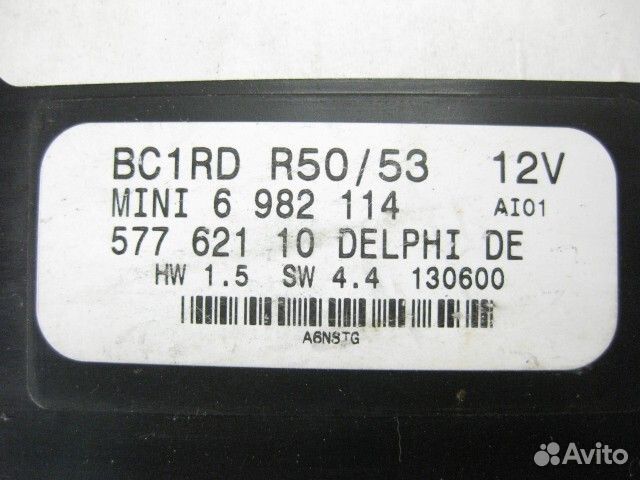 BC1RD R50/53 12V
MINI 6 982 114 AI01
577 621 10 DELPHI DE
HW 1.5 SW 4.4 130600
A6N8TG
Avito